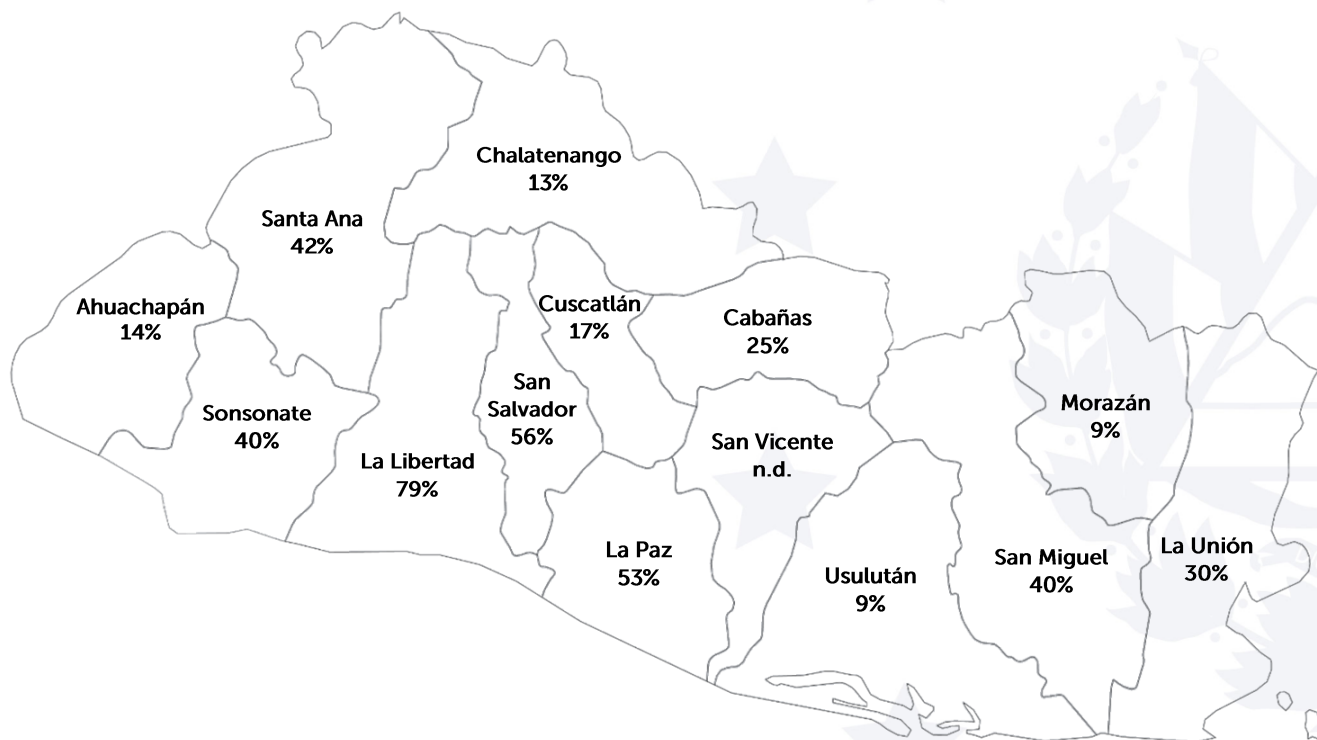 Chalatenango
13%
Santa Ana
42%
Ahuachapán
14%
Cuscatlán
17%
Cabañas
25%
San
Salvador
56%
Sonsonate
40%
La Libertad
79%
San Vicente
n.d.
Morazán
9%
La Paz
53%
Usulután
9%
San Miguel
40%
La Unión
30%